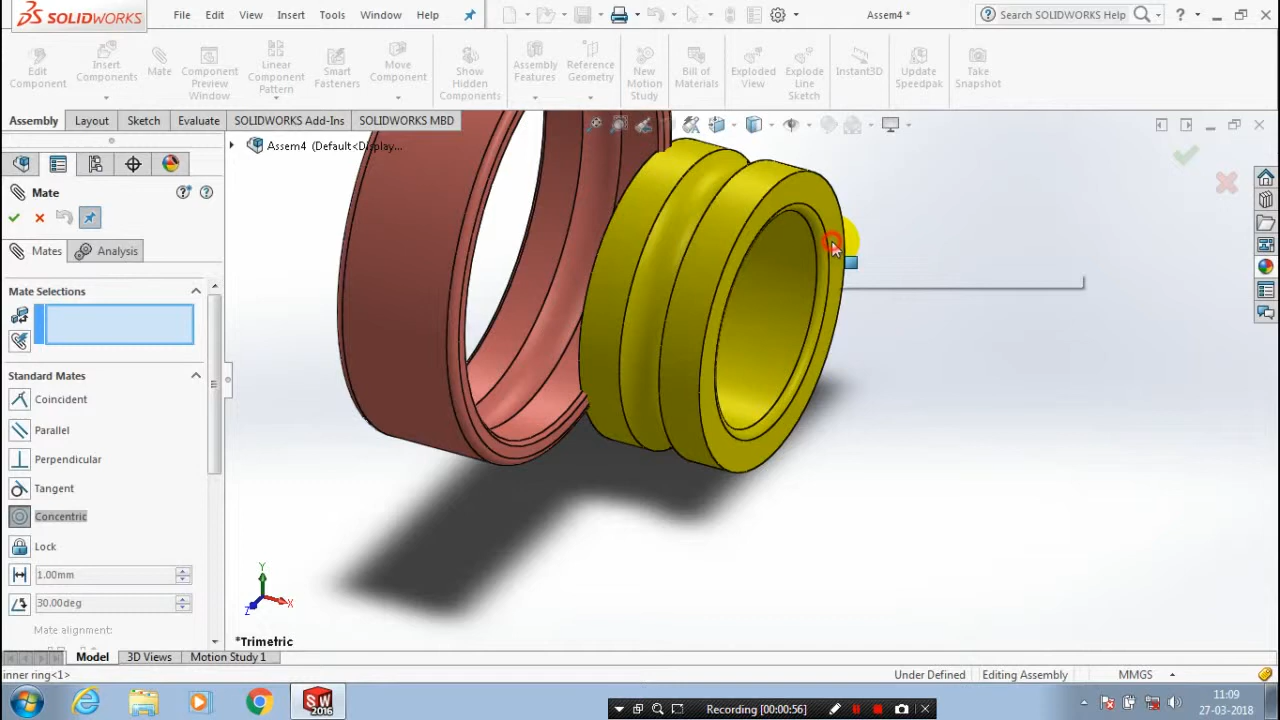 SOLIDWORKS
File Edit View Insert Tools Window Help
Assem4 *
Search SOLIDWORKS Help
Edit Component
Insert Components
Mate
Component Preview Window
Linear Component Pattern
Smart Fasteners
Move Component
Show Hidden Components
Assembly Features
Reference Geometry
New Motion Study
Bill of Materials
Exploded View
Explode Line Sketch
Instant3D
Update Speedpak
Take Snapshot
Assembly Layout Sketch Evaluate SOLIDWORKS Add-Ins SOLIDWORKS MBD
Assem4 (Default<Display...
Mate
Mates Analysis
Mate Selections
Standard Mates
Coincident
Parallel
Perpendicular
Tangent
Concentric
Lock
1.00mm
30.00deg
Mate alignment:
Y
X
Z
*Trimetric
Model 3D Views Motion Study 1
inner ring<1>
Under Defined Editing Assembly MMGS
SW 2016
Recording [00:00:56]
11:09
27-03-2018